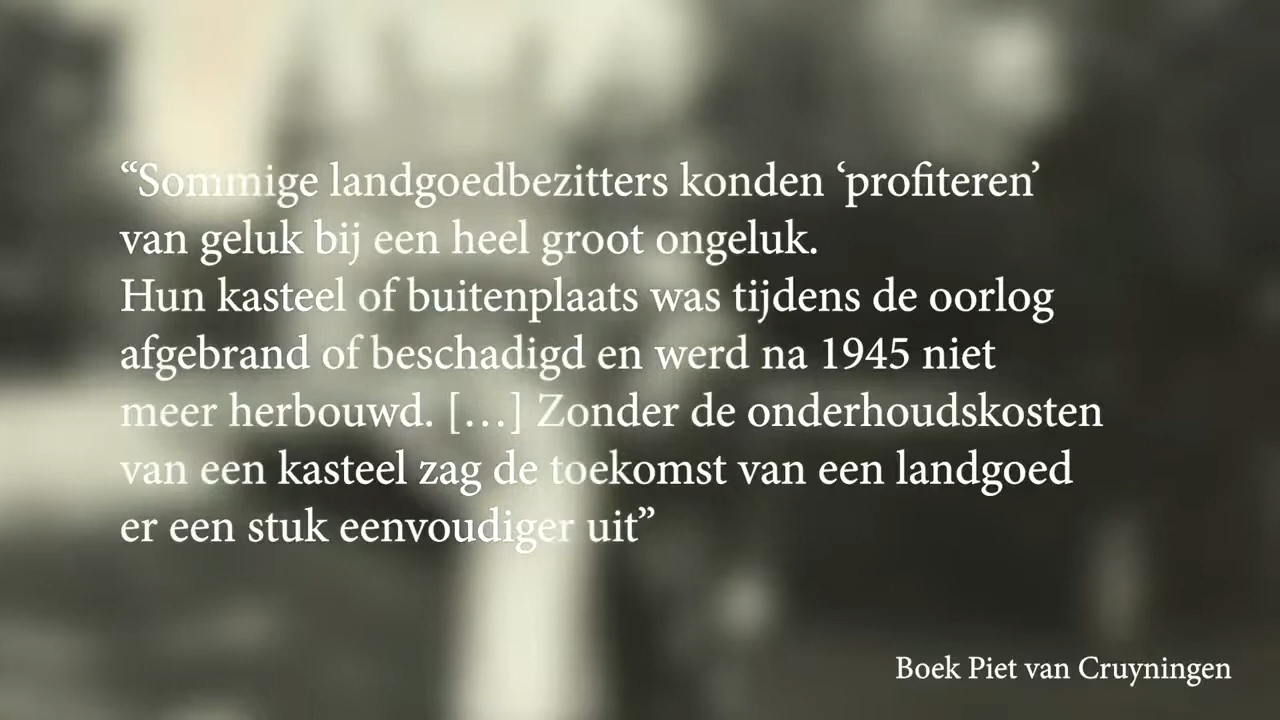 “Sommige landgoedbezitters konden ‘profiteren’
van geluk bij een heel groot ongeluk.
Hun kasteel of buitenplaats was tijdens de oorlog
afgebrand of beschadigd en werd na 1945 niet
meer herbouwd. […] Zonder de onderhoudskosten
van een kasteel zag de toekomst van een landgoed
er een stuk eenvoudiger uit”
Boek Piet van Cruyningen